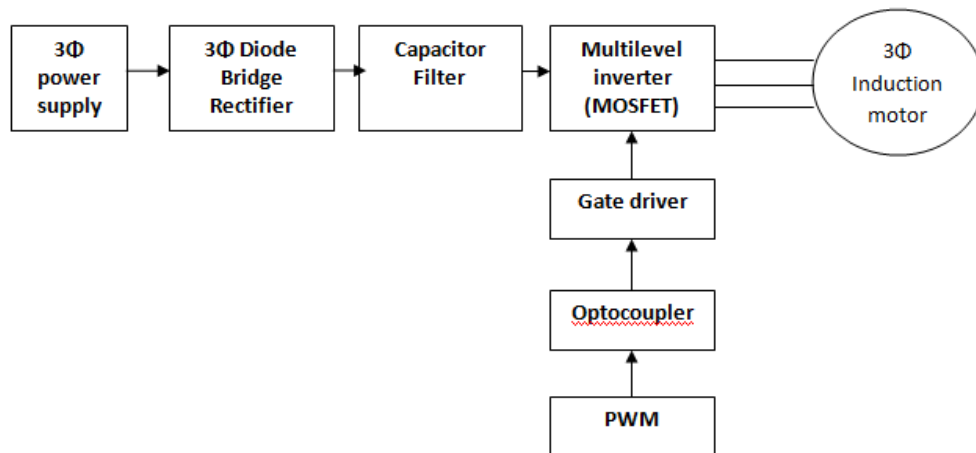 3Φ
power
supply
3Φ Diode
Bridge
Rectifier
Capacitor
Filter
Multilevel
inverter
(MOSFET)
3Φ
Induction
motor
Gate driver
Optocoupler
PWM